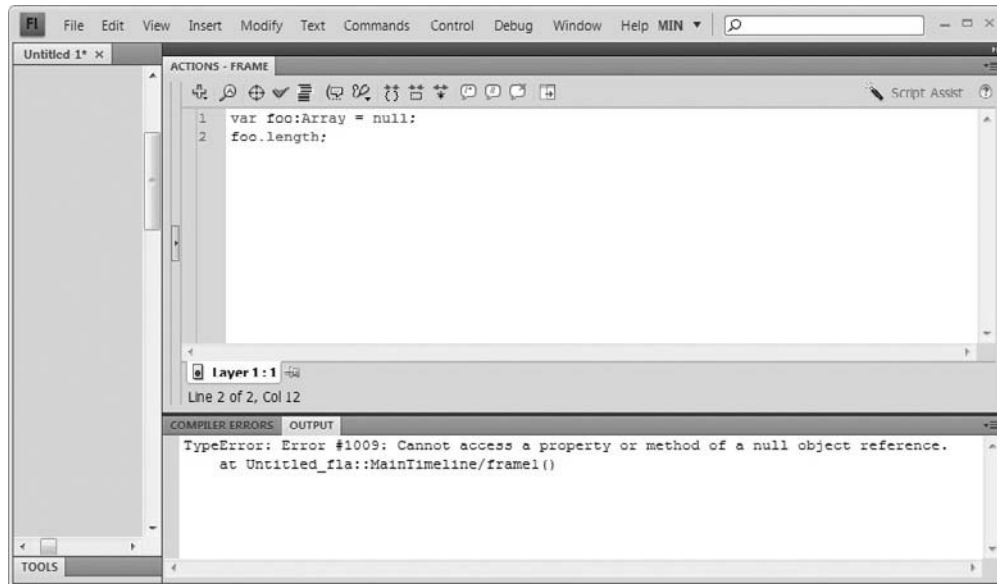 Fl File Edit View Insert Modify Text Commands Control Debug Window Help MIN
Untitled 1*
ACTIONS - FRAME
Script Assist
1 var foo:Array = null;
2 foo.length;
Layer 1 : 1
Line 2 of 2, Col 12
COMPILER ERRORS OUTPUT
TypeError: Error #1009: Cannot access a property or method of a null object reference.
at Untitled_fla::MainTimeline/frame1()
TOOLS